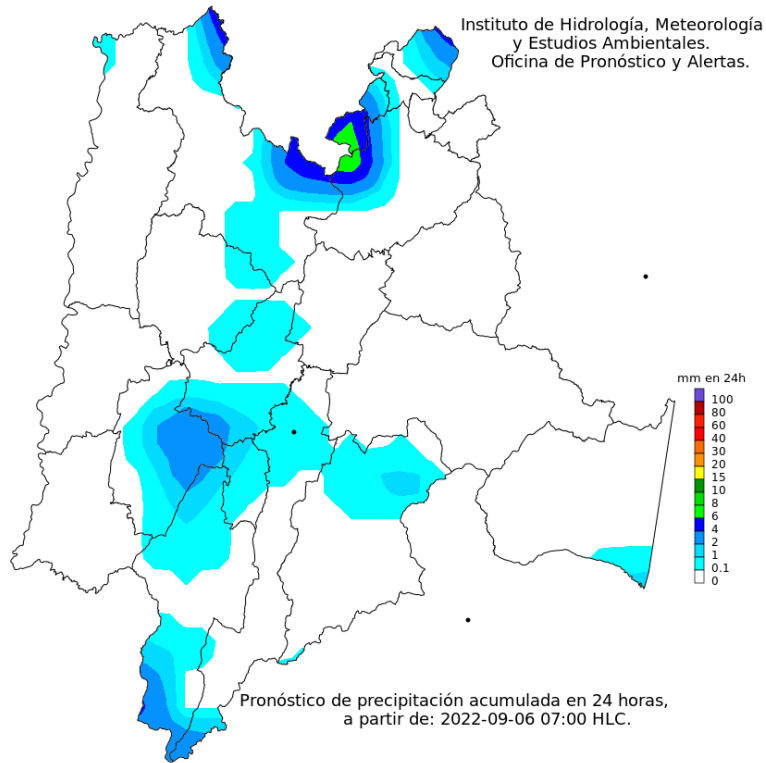 Instituto de Hidrología, Meteorología
y Estudios Ambientales.
Oficina de Pronóstico y Alertas.
mm en 24h
100
80
60
40
30
20
15
10
8
6
4
2
1
0.1
0
Pronóstico de precipitación acumulada en 24 horas,
a partir de: 2022-09-06 07:00 HLC.